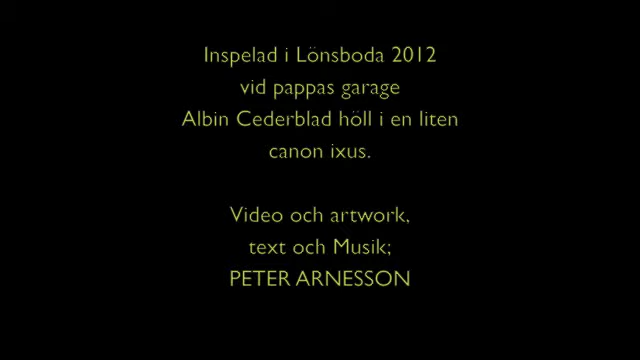 Inspelad i Lönsboda 2012
vid pappas garage
Albin Cederblad höll i en liten
canon ixus.
Video och artwork,
text och Musik;
PETER ARNESSON